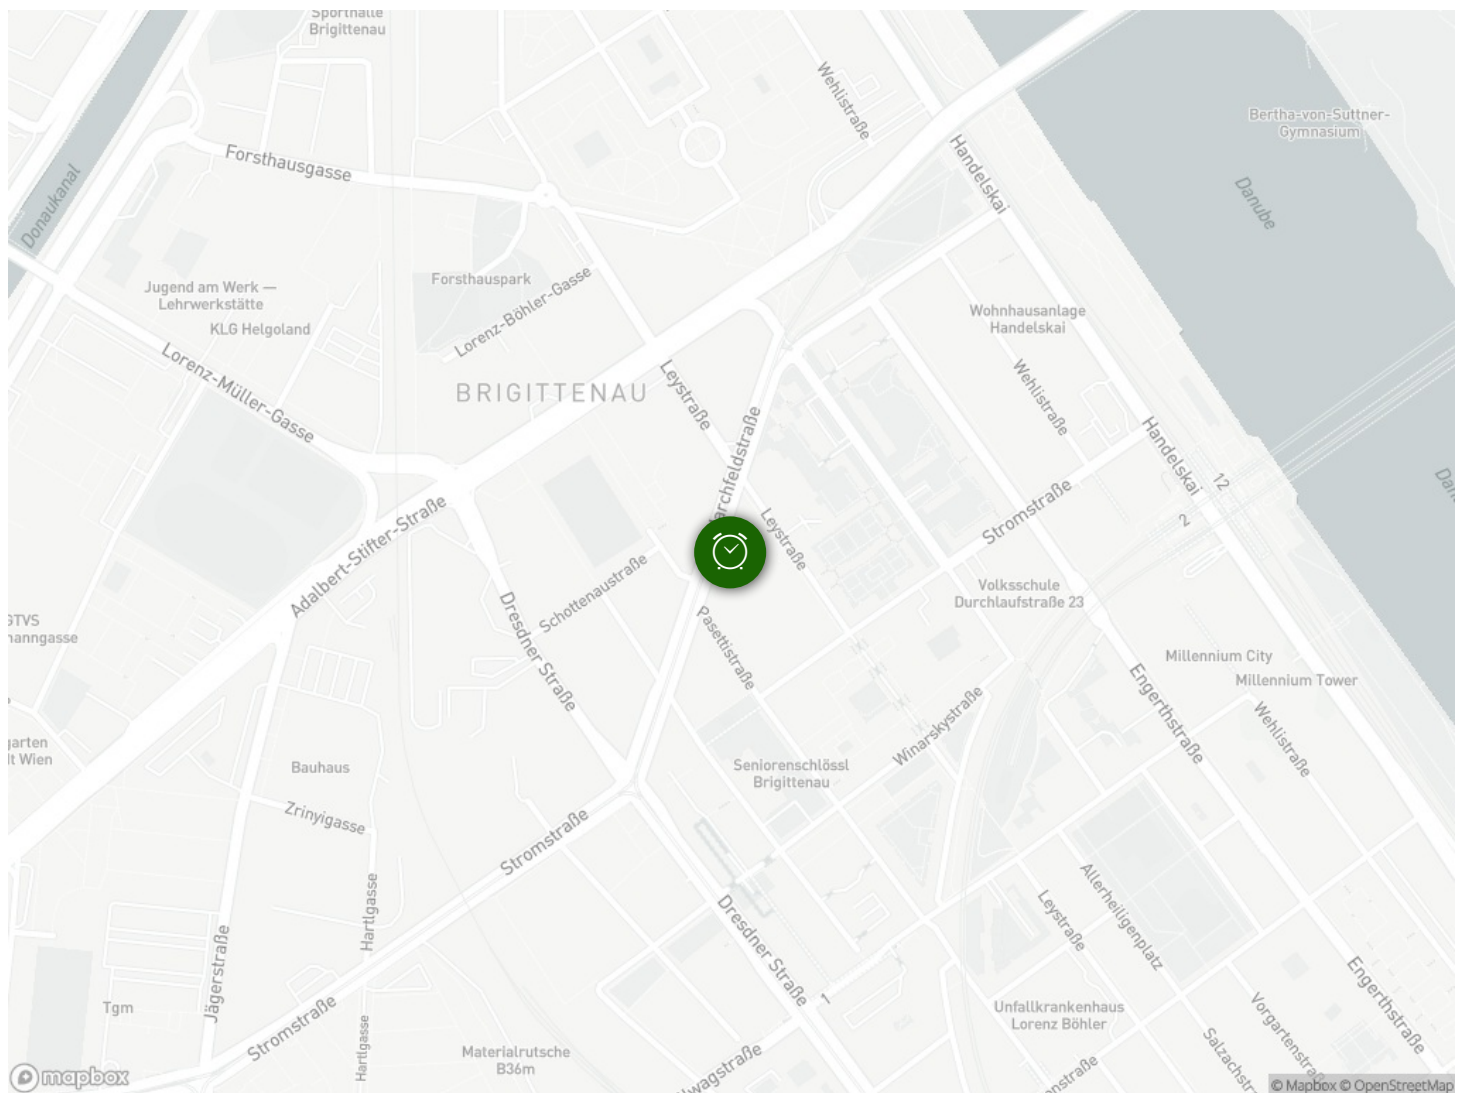 Sporthalle
Brigittenau
Wehlistraße
Bertha-von-Suttner-
Gymnasium
Handelskai
Forsthausgasse
Donaukanal
Danube
Forsthauspark
Jugend am Werk —
Lehrwerkstätte
KLG Helgoland
Lorenz-Böhler-Gasse
Wohnhausanlage
Handelskai
Lorenz-Müller-Gasse
Leystraße
BRIGITTENAU
Wehlistraße
Handelskai
12
2
Stromstraße
Leystraße
Adalbert-Stifter-Straße
Schottenaustraße
Dresdner Straße
Volksschule
Durchlaufstraße 23
Pasettistraße
Millennium City
Millennium Tower
Engerthstraße
Winarskystraße
Wehlistraße
Bauhaus
Seniorenschlössl
Brigittenau
Zrinyigasse
Stromstraße
Hartlgasse
Allerheiligenplatz
Leystraße
Dresdner Straße
1
Jägerstraße
Tgm
Stromstraße
Hartlgasse
Unfallkrankenhaus
Lorenz Böhler
Engerthstraße
Materialrutsche
B36m
mapbox
© Mapbox © OpenStreetMap